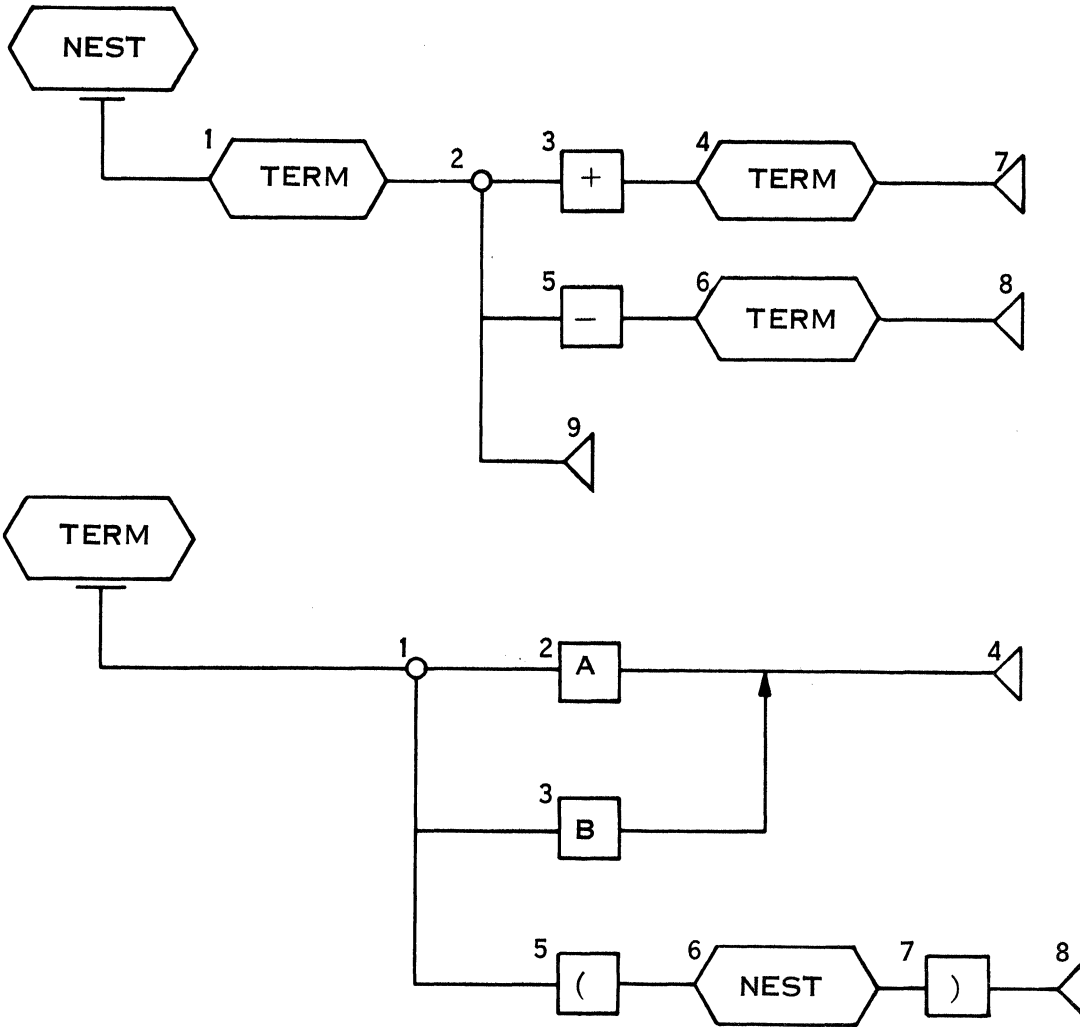 NEST
1 TERM 2 3 + 4 TERM 7
5 - 6 TERM 8
9
TERM
1 2 A 4
3 B
5 ( 6 NEST 7 ) 8